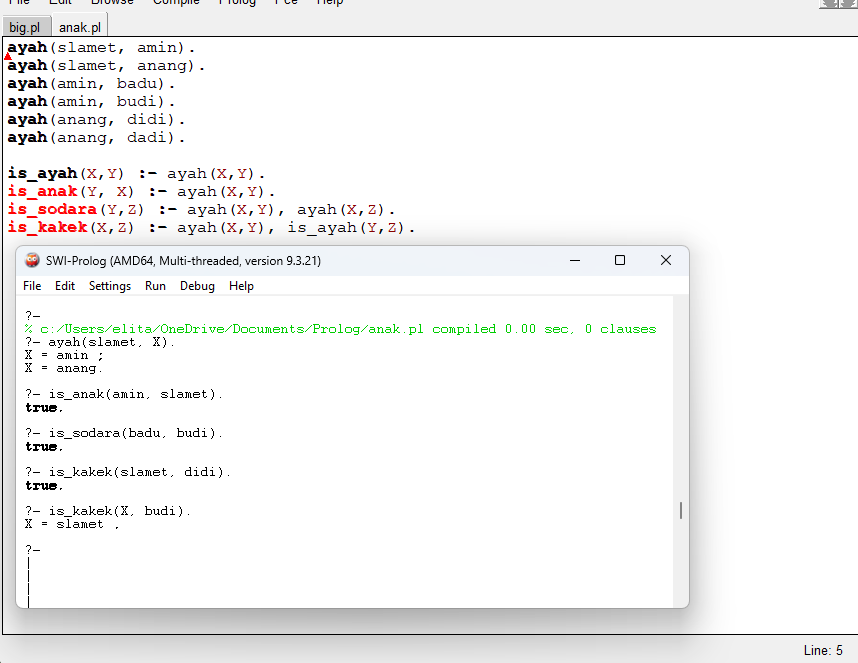 File Edit Browse Compile Prolog Pce Help
big.pl anak.pl
ayah(slamet, amin).
ayah(slamet, anang).
ayah(amin, badu).
ayah(amin, budi).
ayah(anang, didi).
ayah(anang, dadi).
is_ayah(X,Y) :- ayah(X,Y).
is_anak(Y, X) :- ayah(X,Y).
is_sodara(Y,Z) :- ayah(X,Y), ayah(X,Z).
is_kakek(X,Z) :- ayah(X,Y), is_ayah(Y,Z).
SWI-Prolog (AMD64, Multi-threaded, version 9.3.21)
File Edit Settings Run Debug Help
?-
% c:/Users/elita/OneDrive/Documents/Prolog/anak.pl compiled 0.00 sec, 0 clauses
?- ayah(slamet, X).
X = amin ;
X = anang.
?- is_anak(amin, slamet).
true.
?- is_sodara(badu, budi).
true.
?- is_kakek(slamet, didi).
true.
?- is_kakek(X, budi).
X = slamet .
?-
Line: 5